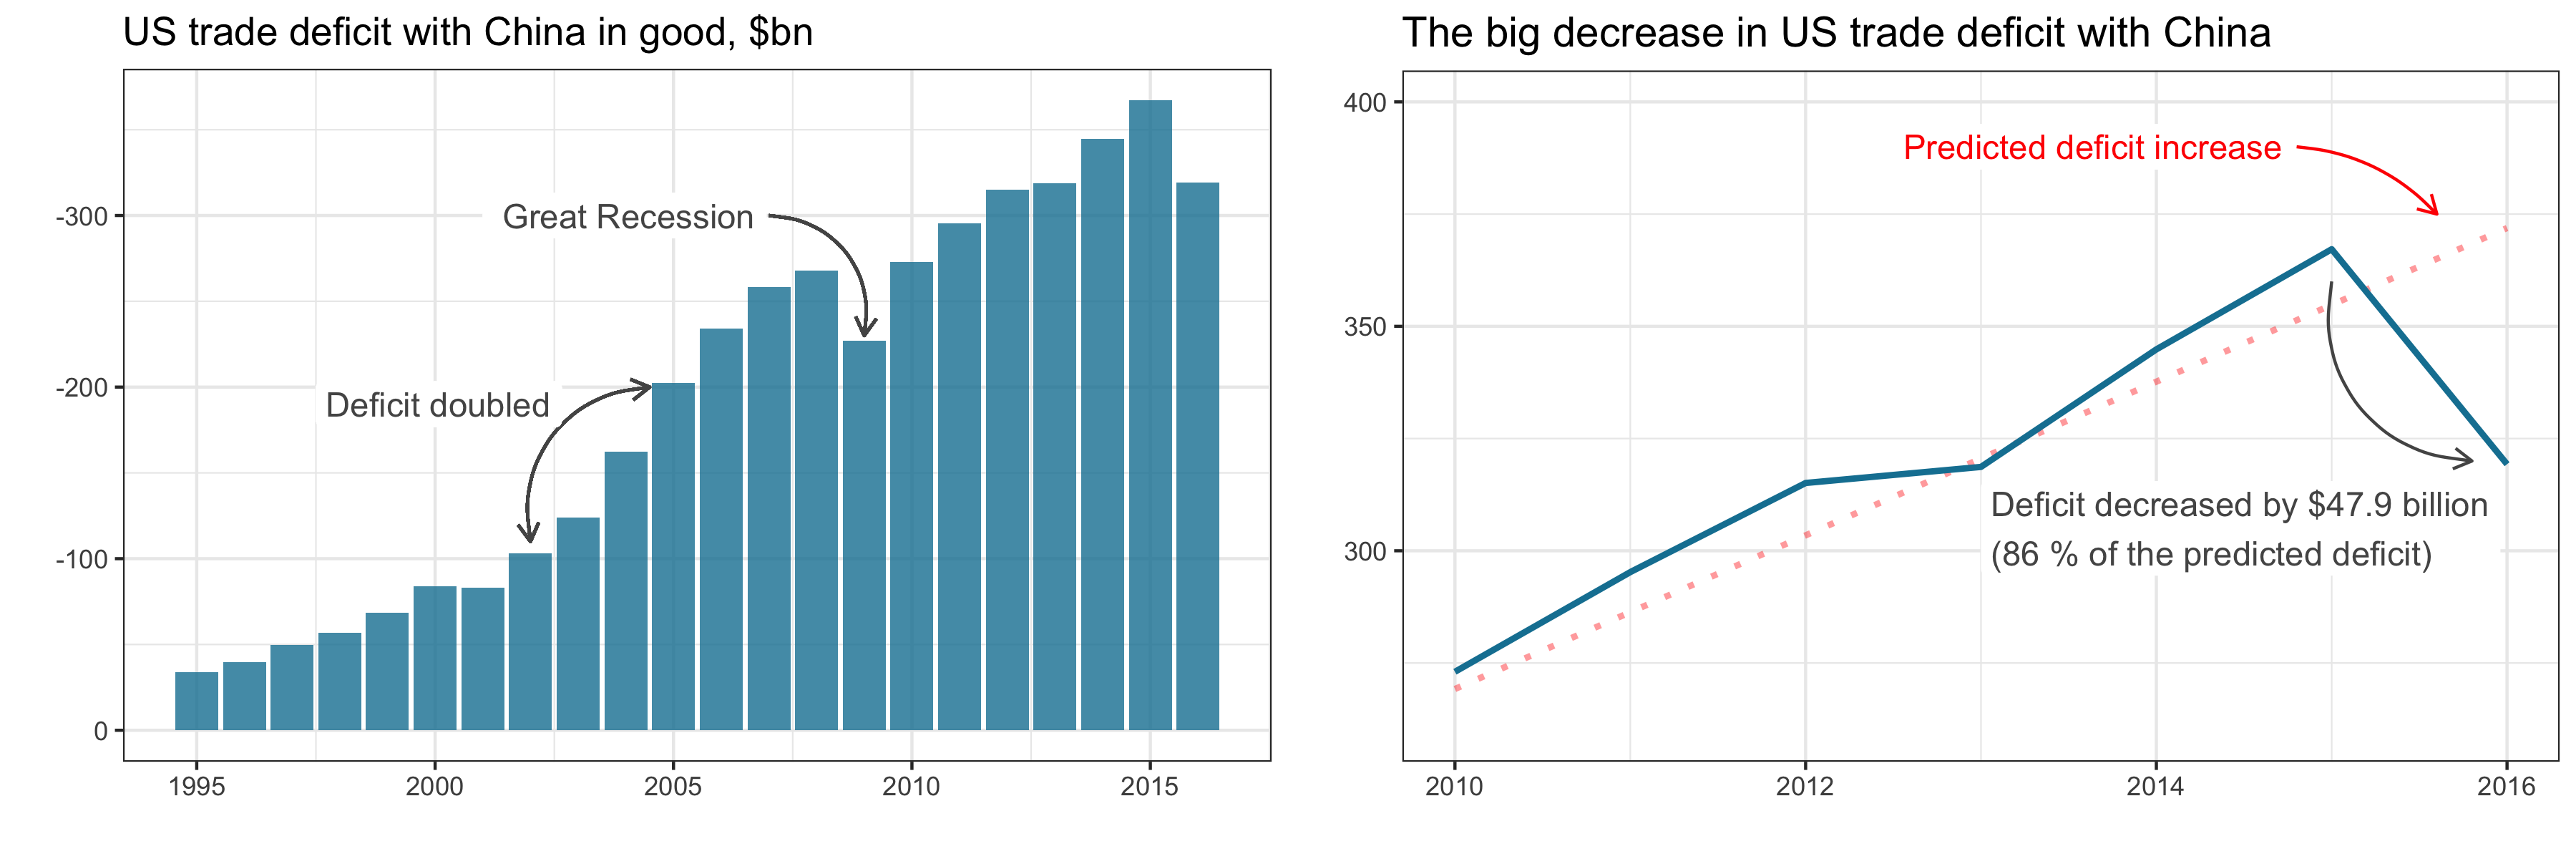 US trade deficit with China in good, $bn
-300
-200
-100
0
1995
2000
2005
2010
2015
Great Recession
Deficit doubled
The big decrease in US trade deficit with China
400
350
300
2010
2012
2014
2016
Predicted deficit increase
Deficit decreased by $47.9 billion
(86 % of the predicted deficit)